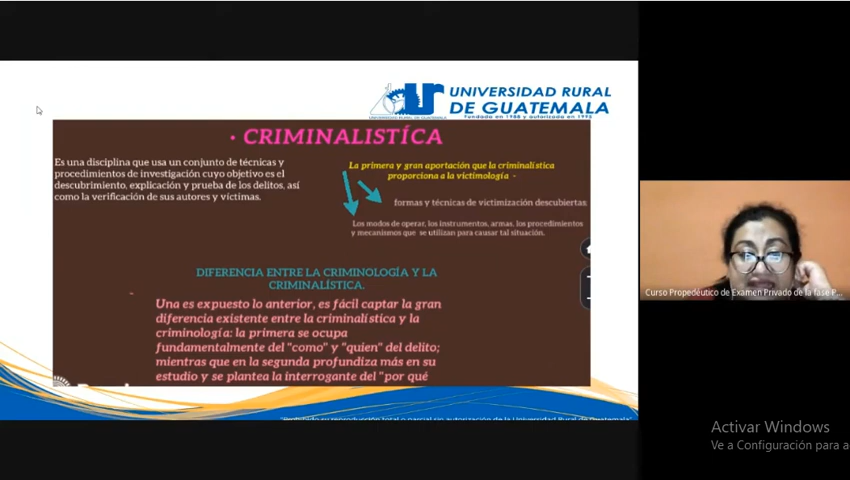 UNIVERSIDAD RURAL
DE GUATEMALA
· CRIMINALISTÍCA
Es una disciplina que usa un conjunto de técnicas y
procedimientos de investigación cuyo objetivo es el
descubrimiento, explicación y prueba de los delitos, así
como la verificación de sus autores y víctimas.
La primera y gran aportación que la criminalística
proporciona a la victimología -
formas y técnicas de victimización descubiertas
Los modos de operar, los instrumentos, armas, los procedimientos
y mecanismos que se utilizan para causar tal situación.
DIFERENCIA ENTRE LA CRIMINOLOGÍA Y LA
CRIMINALÍSTICA.
Una es expuesto lo anterior, es fácil captar la gran
diferencia existente entre la criminalística y la
criminología: la primera se ocupa
fundamentalmente del "como" y "quien" del delito;
mientras que en la segunda profundiza más en su
estudio y se plantea la interrogante del "por qué
Curso Propedéutico de Examen Privado de la fase P...
Activar Windows
Ve a Configuración para a